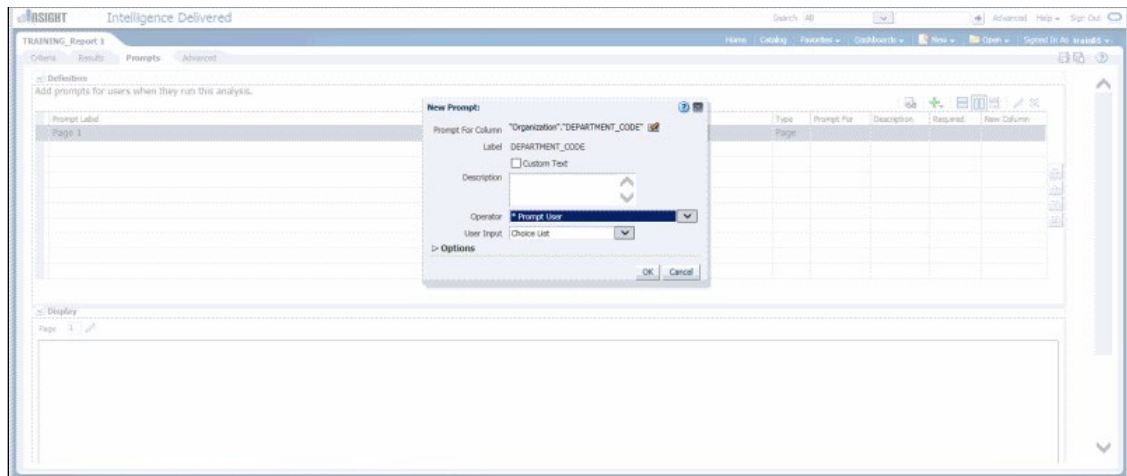 INSIGHT Intelligence Delivered Search All Advanced Help Sign Out
TRAINING_Report 1 Home Catalog Favorites Dashboards New Open Signed In As
Criteria Results Prompts Advanced
Definition
Add prompts for users when they run this analysis.
Prompt Label Type Prompt For Description Required New Column
Page 1 Page
New Prompt:
Prompt For Column "Organization"."DEPARTMENT_CODE"
Label DEPARTMENT_CODE
Custom Text
Description
Operator * Prompt User
User Input Choice List
Options
OK Cancel
Display
Page 1